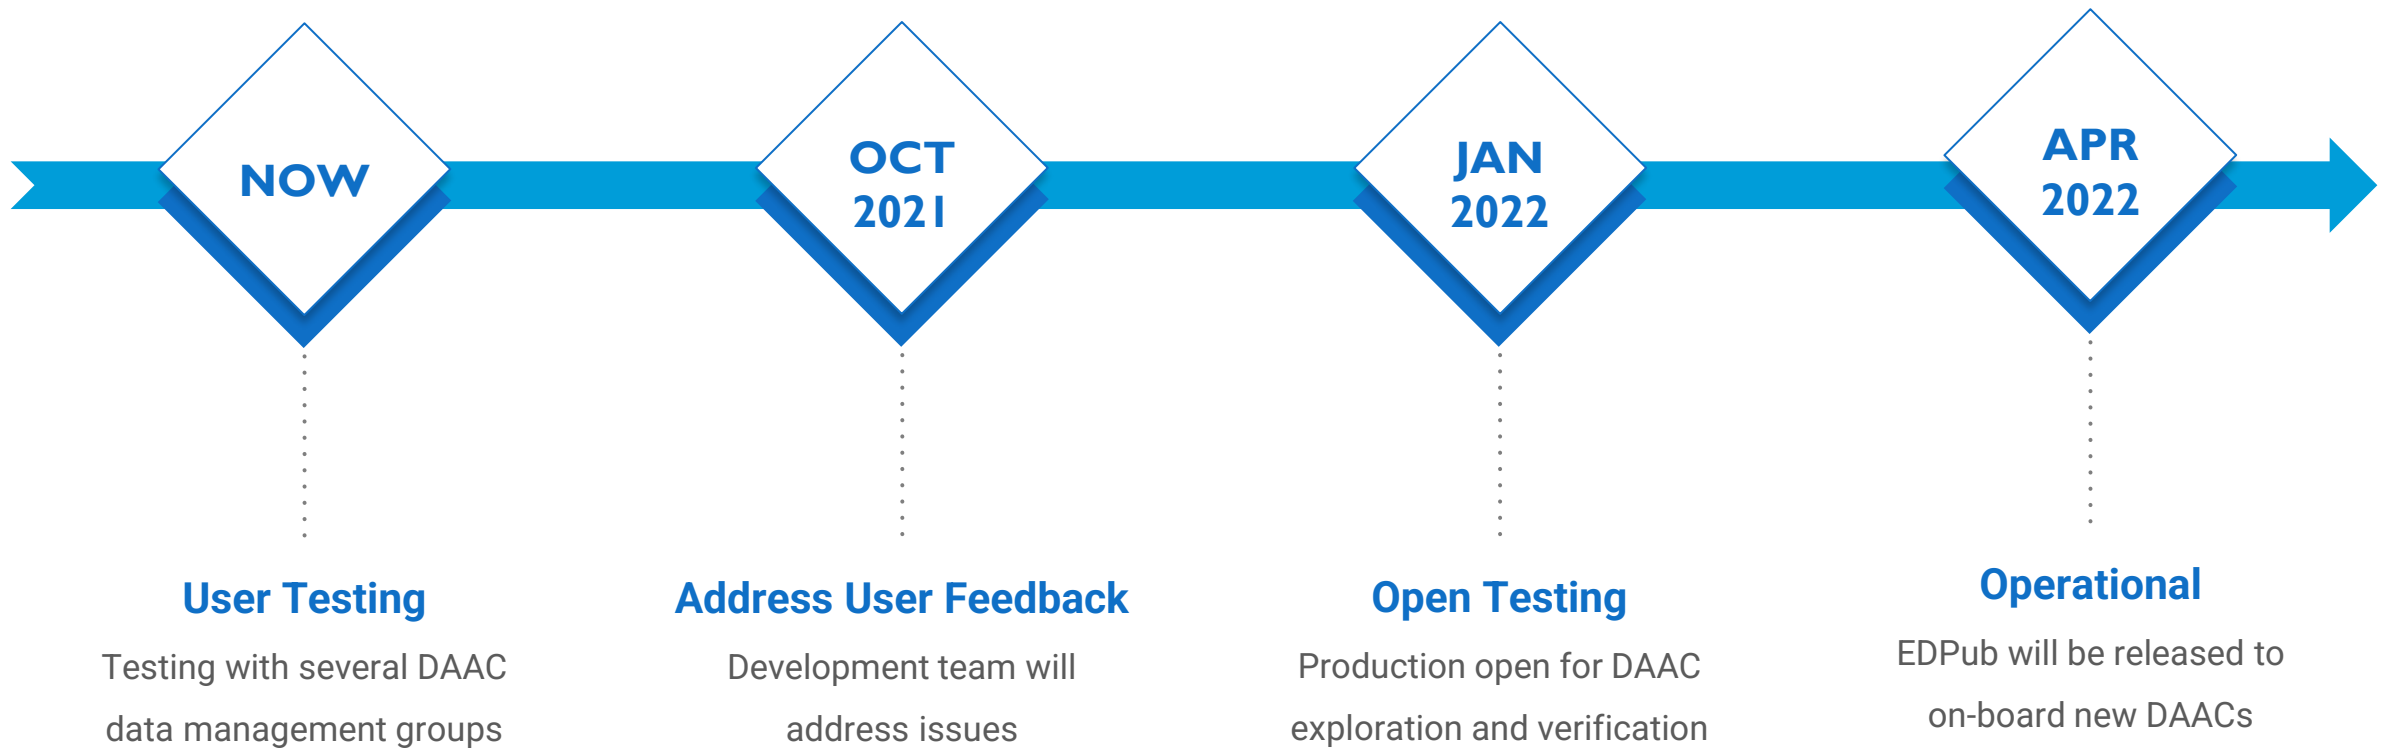 NOW
User Testing
Testing with several DAAC
data management groups
OCT
2021
Address User Feedback
Development team will
address issues
JAN
2022
Open Testing
Production open for DAAC
exploration and verification
APR
2022
Operational
EDPub will be released to
on-board new DAACs